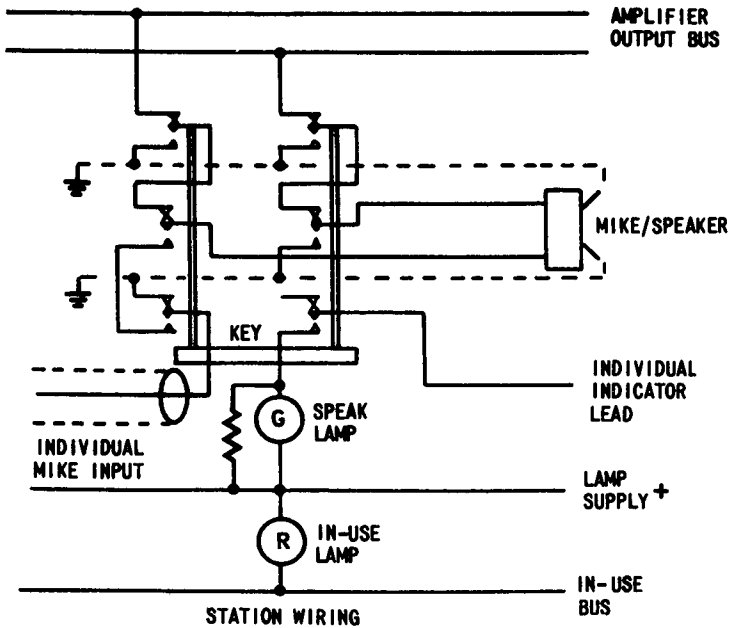 AMPLIFIER
OUTPUT BUS
MIKE/SPEAKER
KEY
INDIVIDUAL
INDICATOR
LEAD
G
SPEAK
LAMP
INDIVIDUAL
MIKE INPUT
LAMP
SUPPLY +
R
IN-USE
LAMP
IN-USE
BUS
STATION WIRING